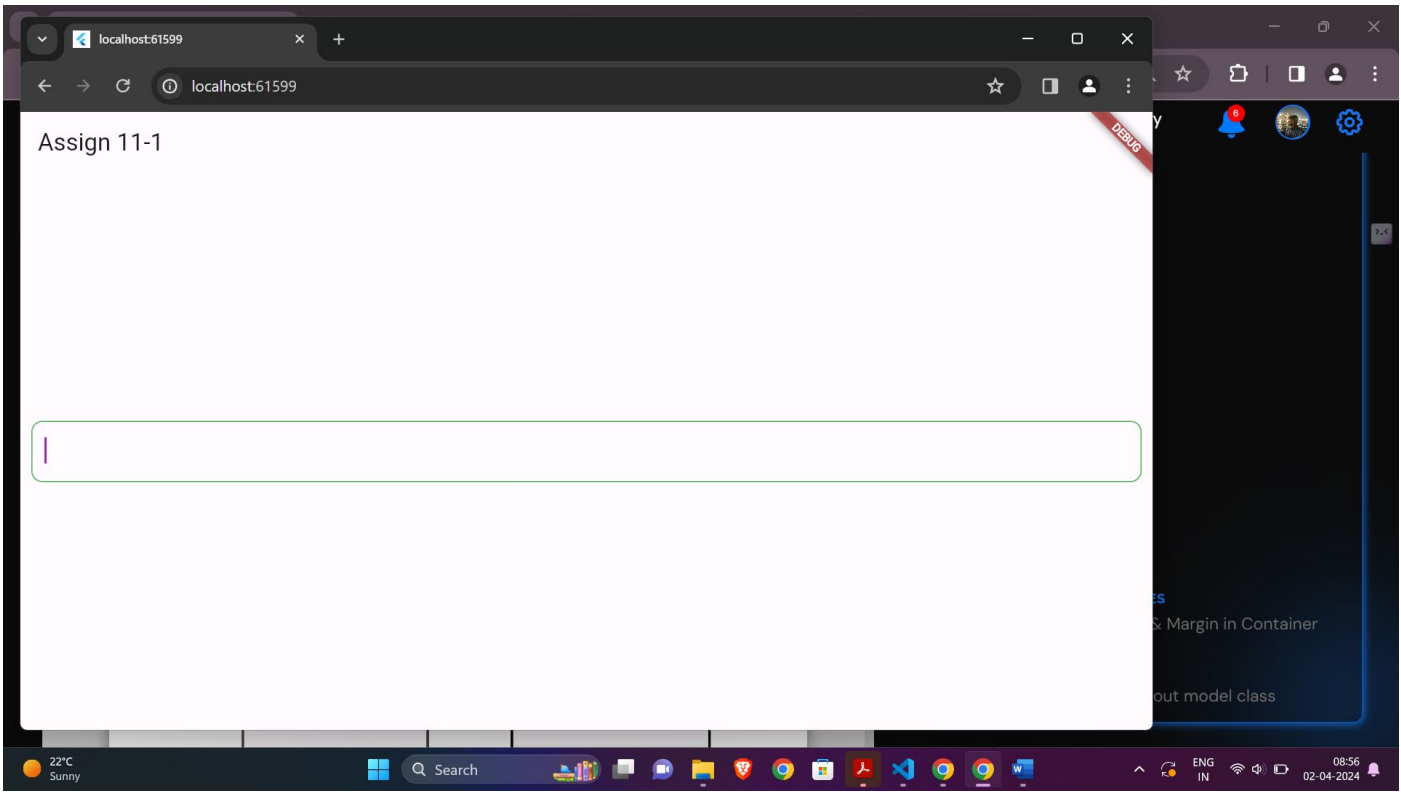 localhost:61599
localhost:61599
y
6
Assign 11-1
DEBUG
ES
& Margin in Container
out model class
22°C
Sunny
Search
ENG
IN
08:56
02-04-2024